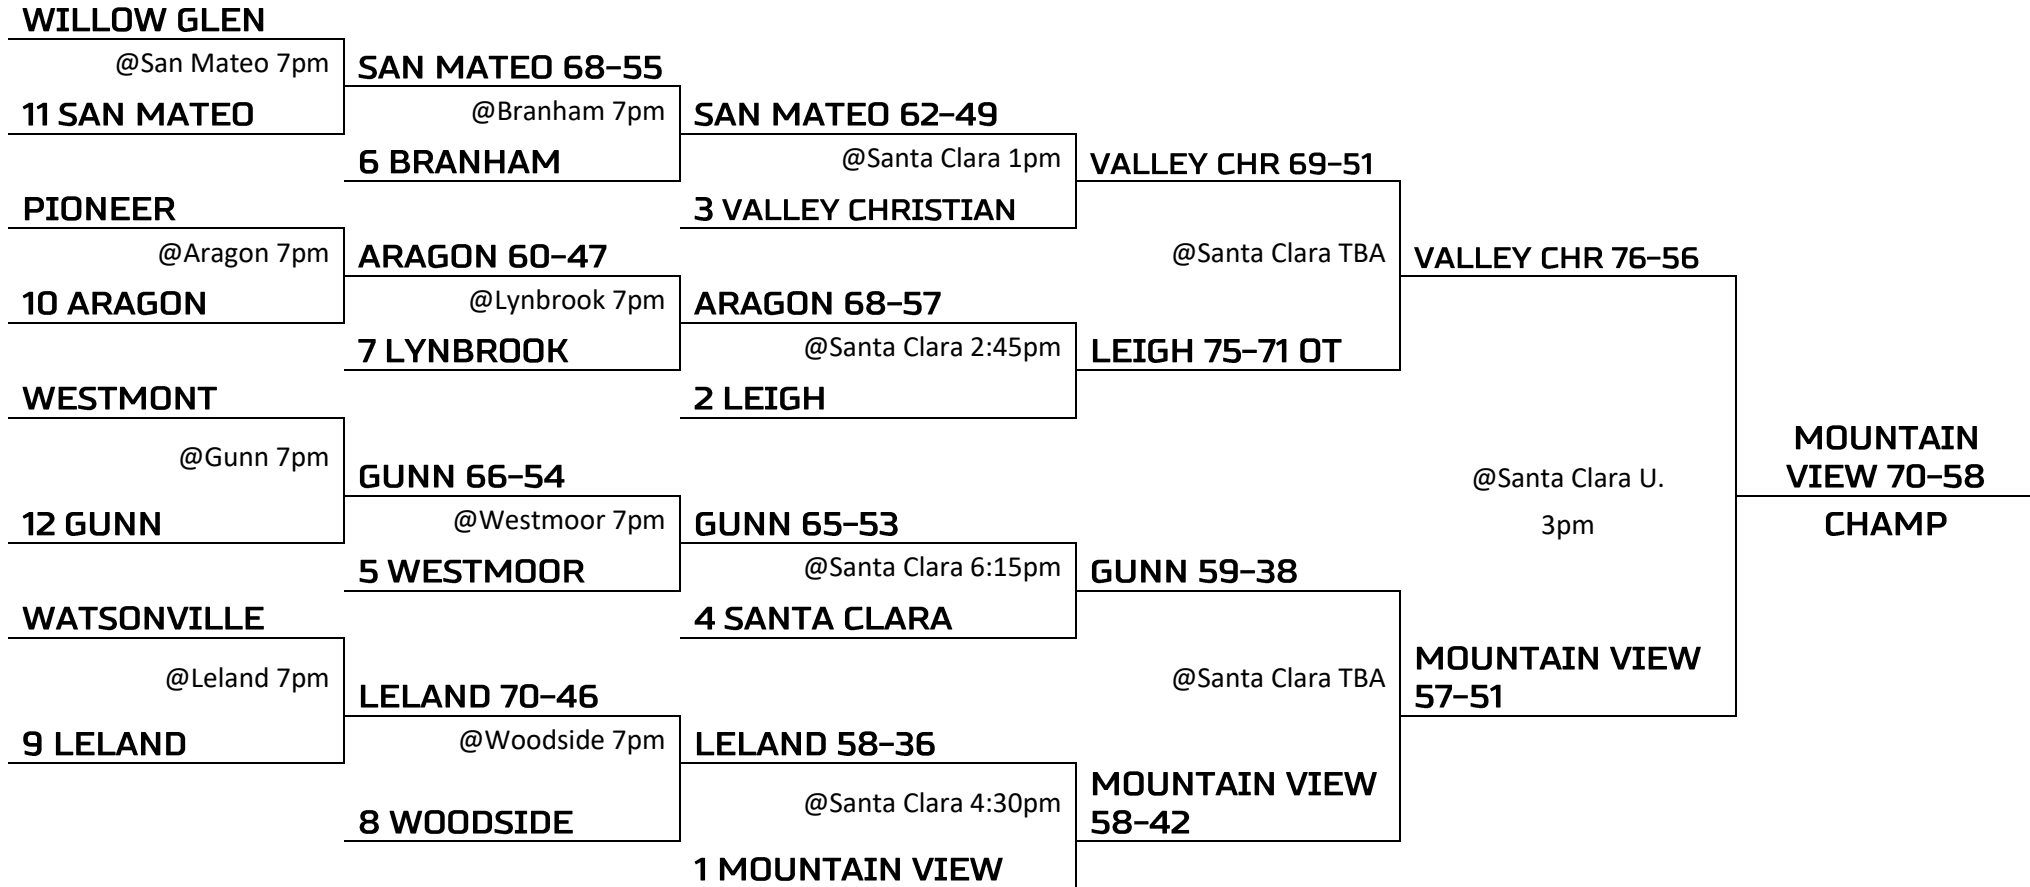 WILLOW GLEN
@San Mateo 7pm
11 SAN MATEO
PIONEER
@Aragon 7pm
10 ARAGON
WESTMONT
@Gunn 7pm
12 GUNN
WATSONVILLE
@Leland 7pm
9 LELAND
SAN MATEO 68-55
@Branham 7pm
6 BRANHAM
ARAGON 60-47
@Lynbrook 7pm
7 LYNBROOK
GUNN 66-54
@Westmoor 7pm
5 WESTMOOR
LELAND 70-46
@Woodside 7pm
8 WOODSIDE
SAN MATEO 62-49
@Santa Clara 1pm
3 VALLEY CHRISTIAN
ARAGON 68-57
@Santa Clara 2:45pm
2 LEIGH
GUNN 65-53
@Santa Clara 6:15pm
4 SANTA CLARA
LELAND 58-36
@Santa Clara 4:30pm
1 MOUNTAIN VIEW
VALLEY CHR 69-51
@Santa Clara TBA
LEIGH 75-71 OT
GUNN 59-38
@Santa Clara TBA
MOUNTAIN VIEW
58-42
VALLEY CHR 76-56
@Santa Clara U.
3pm
MOUNTAIN VIEW
57-51
MOUNTAIN
VIEW 70-58
CHAMP